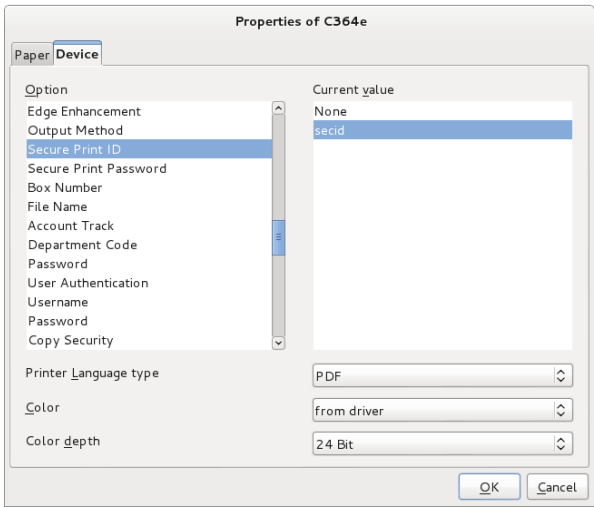 Properties of C364e
Paper Device
Option
Edge Enhancement
Output Method
Secure Print ID
Secure Print Password
Box Number
File Name
Account Track
Department Code
Password
User Authentication
Username
Password
Copy Security
Current value
None
secid
Printer Language type PDF
Color from driver
Color depth 24 Bit
OK Cancel